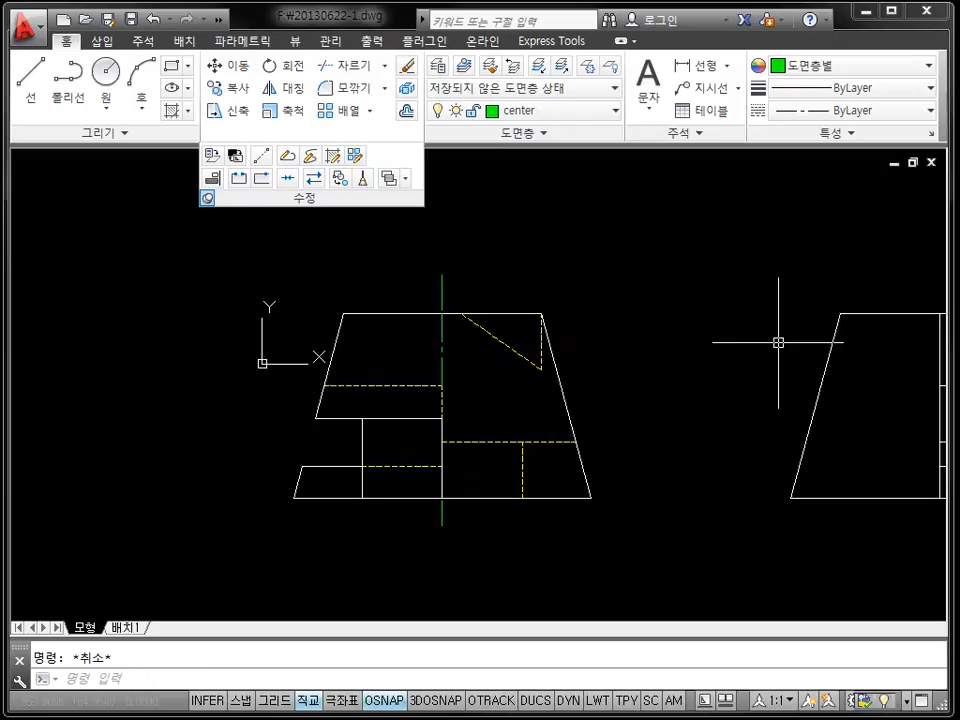 F:\#20130622-1.dwg
키워드 또는 구절 입력
로그인
홈 삽입 주석 배치 파라메트릭 뷰 관리 출력 플러그인 온라인 Express Tools
선 폴리선 원 호
이동 회전 자르기
복사 대칭 모깎기
신축 축척 배열
저장되지 않은 도면층 상태
center
문자
선형
지시선
테이블
도면층별
ByLayer
ByLayer
그리기 도면층 주석 특성
수정
Y
X
모형 배치1
명령: *취소*
명령 입력
INFER 스냅 그리드 직교 극좌표 OSNAP 3DOSNAP OTRACK DUCS DYN LWT TPY SC AM 1:1